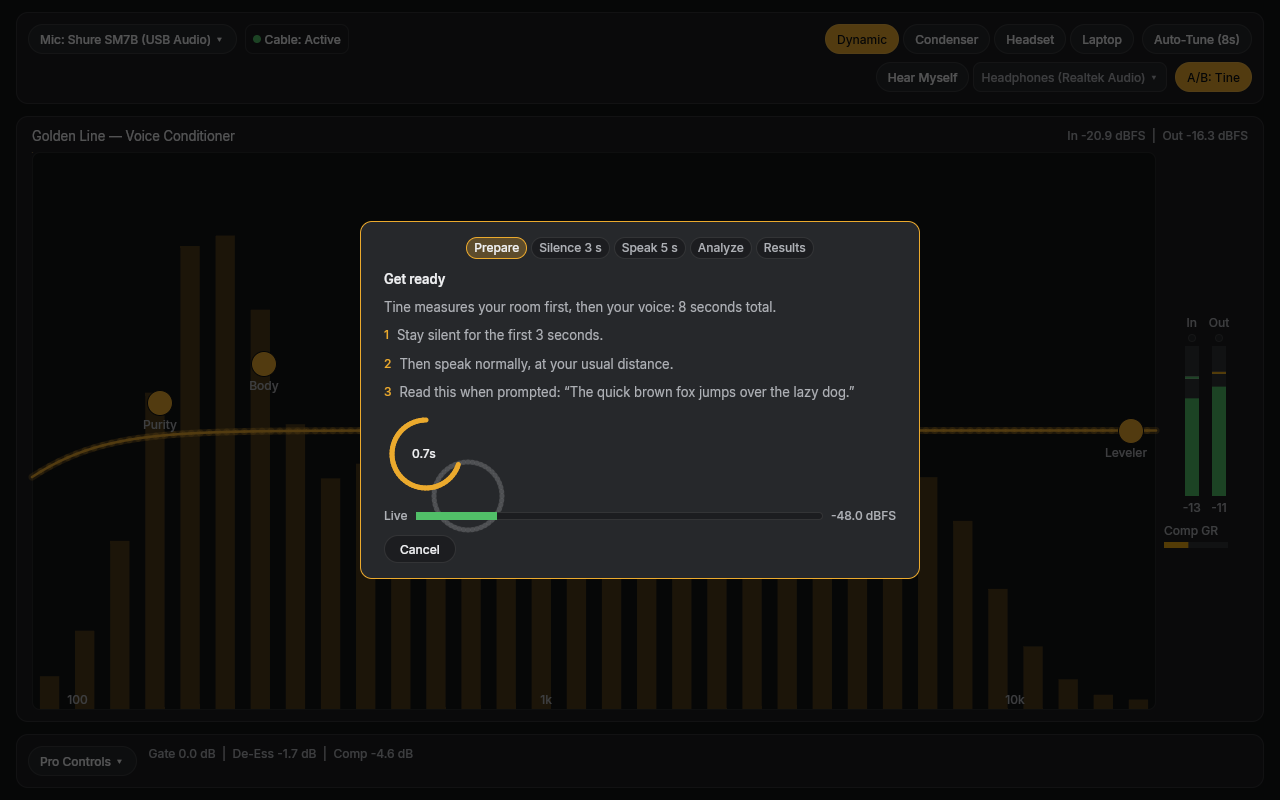 Mic: Shure SM7B (USB Audio) ▾
Cable: Active
Dynamic
Condenser
Headset
Laptop
Auto-Tune (8s)
Hear Myself
Headphones (Realtek Audio) ▾
A/B: Tine
Golden Line — Voice Conditioner
In -20.9 dBFS | Out -16.3 dBFS
Prepare
Silence 3 s
Speak 5 s
Analyze
Results
Get ready
Tine measures your room first, then your voice: 8 seconds total.
1 Stay silent for the first 3 seconds.
2 Then speak normally, at your usual distance.
3 Read this when prompted: “The quick brown fox jumps over the lazy dog.”
0.7s
Live
-48.0 dBFS
Cancel
Body
Purity
Leveler
In Out
-13 -11
Comp GR
100
1k
10k
Pro Controls ▾
Gate 0.0 dB | De-Ess -1.7 dB | Comp -4.6 dB